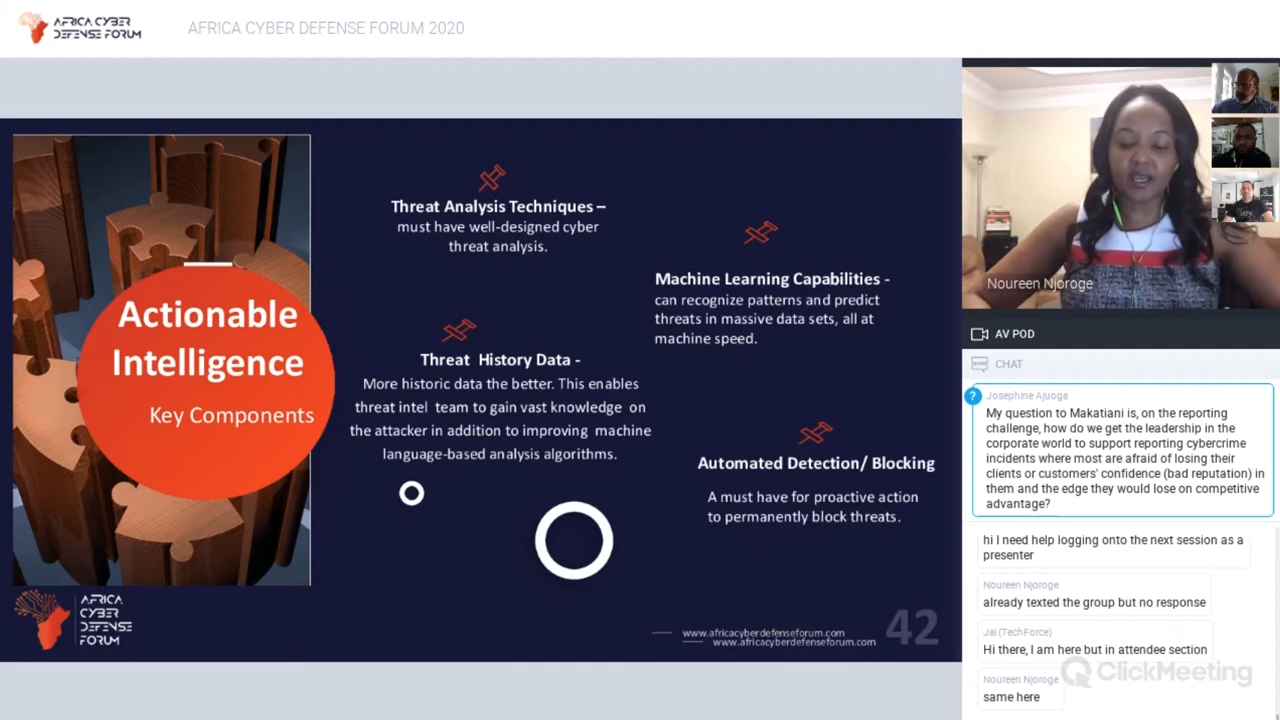 AFRICA CYBER
DEFENSE FORUM
AFRICA CYBER DEFENSE FORUM 2020
Actionable
Intelligence
Key Components
Threat Analysis Techniques –
must have well-designed cyber
threat analysis.
Threat  History Data -
More historic data the better. This enables
threat intel  team to gain vast knowledge  on
the attacker in addition to improving  machine
language-based analysis algorithms.
Machine Learning Capabilities -
can recognize patterns and predict
threats in massive data sets, all at
machine speed.
Automated Detection/ Blocking
A must have for proactive action
to permanently block threats.
AFRICA
CYBER
DEFENSE
FORUM
www.africacyberdefenseforum.com
www.africacyberdefenseforum.com
42
Noureen Njoroge
AV POD
CHAT
?
Josephine Ajuoga
My question to Makatiani is, on the reporting
challenge, how do we get the leadership in the
corporate world to support reporting cybercrime
incidents where most are afraid of losing their
clients or customers' confidence (bad reputation) in
them and the edge they would lose on competitive
advantage?
hi I need help logging onto the next session as a
presenter
Noureen Njoroge
already texted the group but no response
Jai (TechForce)
Hi there, I am here but in attendee section
Noureen Njoroge
same here
ClickMeeting